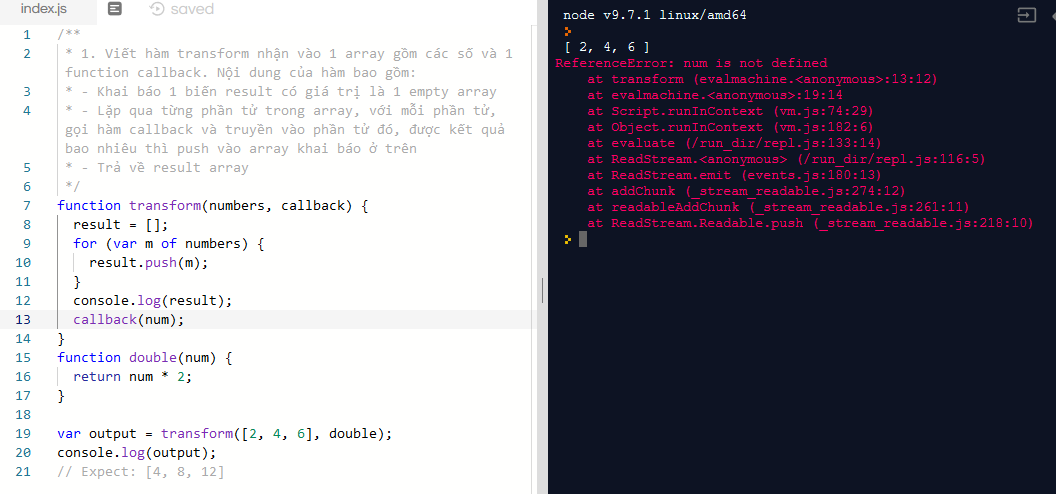 index.js saved
1 /**
2 * 1. Viết hàm transform nhận vào 1 array gồm các số và 1
function callback. Nội dung của hàm bao gồm:
3 * - Khai báo 1 biến result có giá trị là 1 empty array
4 * - Lặp qua từng phần tử trong array, với mỗi phần tử,
gọi hàm callback và truyền vào phần tử đó, được kết quả
bao nhiêu thì push vào array khai báo ở trên
5 * - Trả về result array
6 */
7 function transform(numbers, callback) {
8 result = [];
9 for (var m of numbers) {
10 result.push(m);
11 }
12 console.log(result);
13 callback(num);
14 }
15 function double(num) {
16 return num * 2;
17 }
18
19 var output = transform([2, 4, 6], double);
20 console.log(output);
21 // Expect: [4, 8, 12]
node v9.7.1 linux/amd64
[ 2, 4, 6 ]
ReferenceError: num is not defined
at transform (evalmachine.<anonymous>:13:12)
at evalmachine.<anonymous>:19:14
at Script.runInContext (vm.js:74:29)
at Object.runInContext (vm.js:182:6)
at evaluate (/run_dir/repl.js:133:14)
at ReadStream.<anonymous> (/run_dir/repl.js:116:5)
at ReadStream.emit (events.js:180:13)
at addChunk (_stream_readable.js:274:12)
at readableAddChunk (_stream_readable.js:261:11)
at ReadStream.Readable.push (_stream_readable.js:218:10)